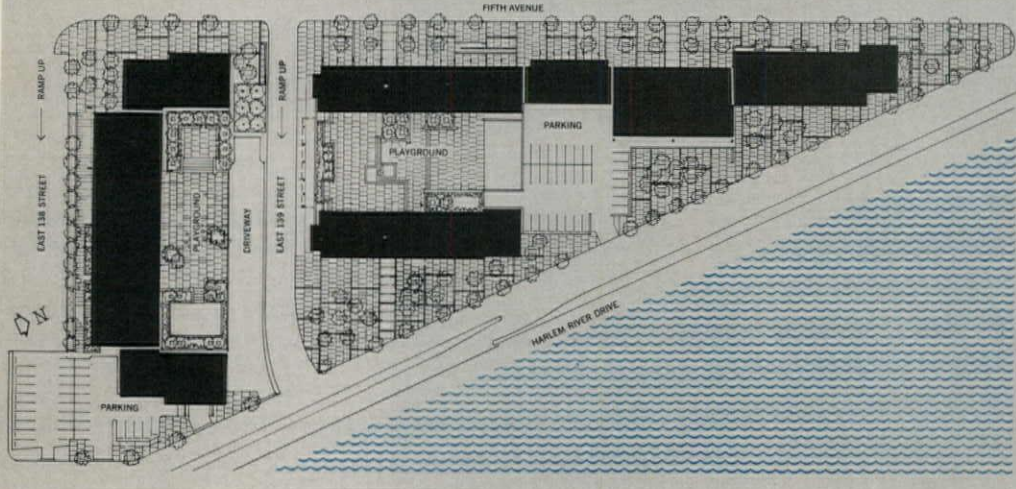 FIFTH AVENUE
RAMP UP
EAST 138 STREET
PLAYGROUND
DRIVEWAY
RAMP UP
EAST 139 STREET
PLAYGROUND
PARKING
HARLEM RIVER DRIVE
N
PARKING